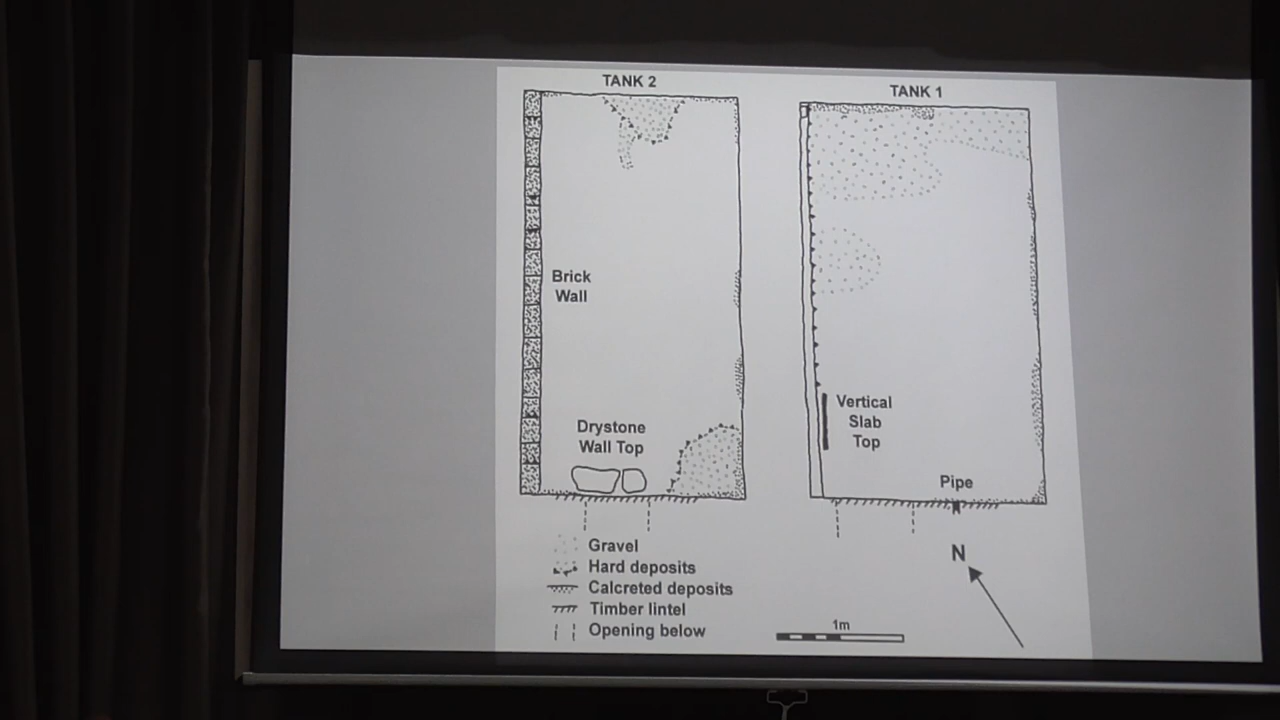 TANK 2
TANK 1
Brick
Wall
Drystone
Wall Top
Vertical
Slab
Top
Pipe
N
Gravel
Hard deposits
Calcreted deposits
Timber lintel
Opening below
1m